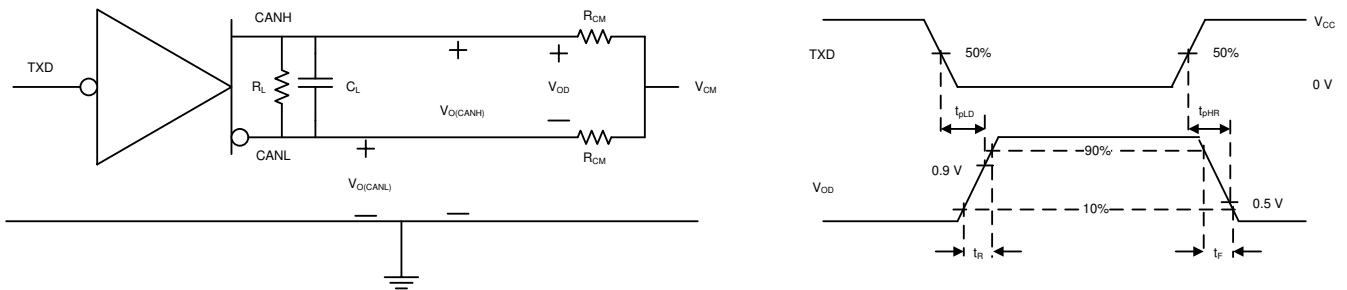 CANH
TXD
R_L
C_L
R_CM
V_OD
V_CM
V_O(CANH)
R_CM
CANL
V_O(CANL)
V_CC
TXD
50%
50%
0 V
t_pLD
t_pHR
90%
0.9 V
V_OD
10%
0.5 V
t_R
t_F